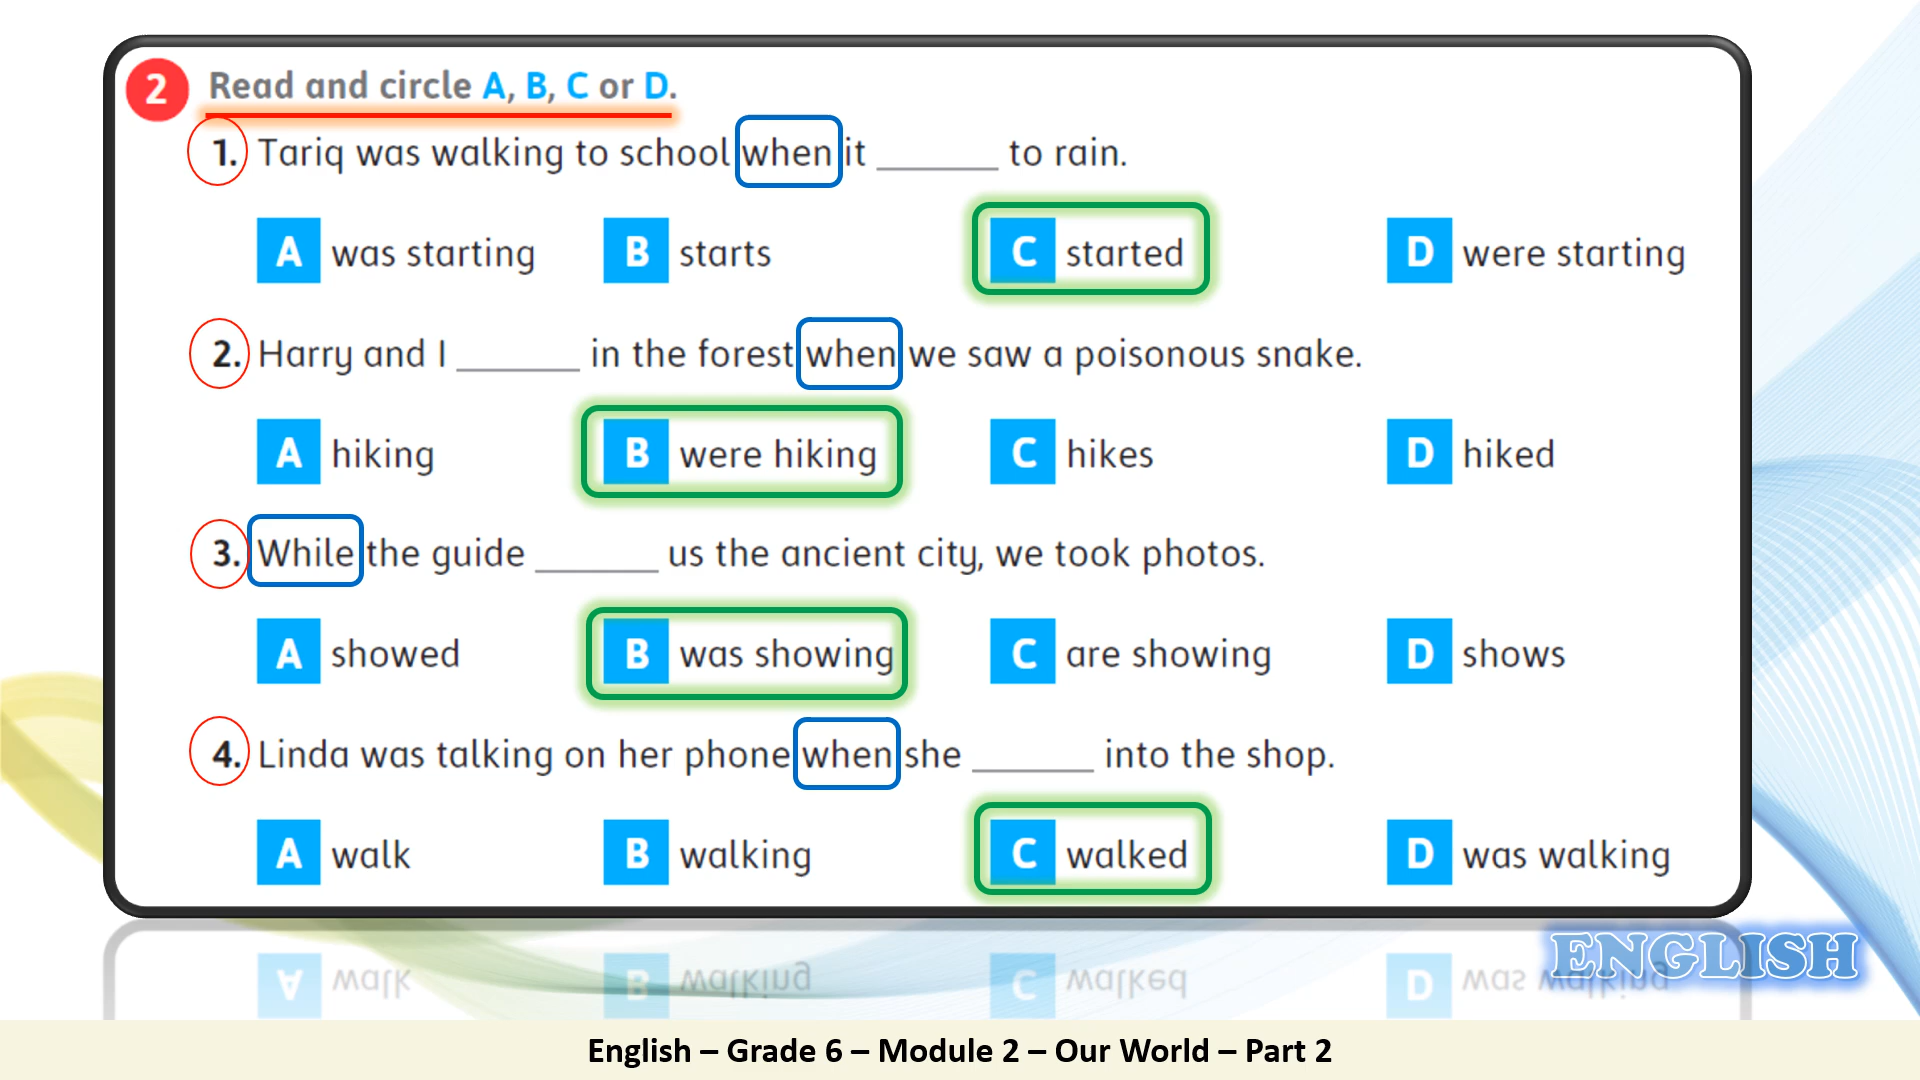 2 Read and circle A, B, C or D.
1. Tariq was walking to school when it ______ to rain.
A was starting B starts C started D were starting
2. Harry and I ______ in the forest when we saw a poisonous snake.
A hiking B were hiking C hikes D hiked
3. While the guide ______ us the ancient city, we took photos.
A showed B was showing C are showing D shows
4. Linda was talking on her phone when she ______ into the shop.
A walk B walking C walked D was walking
ENGLISH
English – Grade 6 – Module 2 – Our World – Part 2